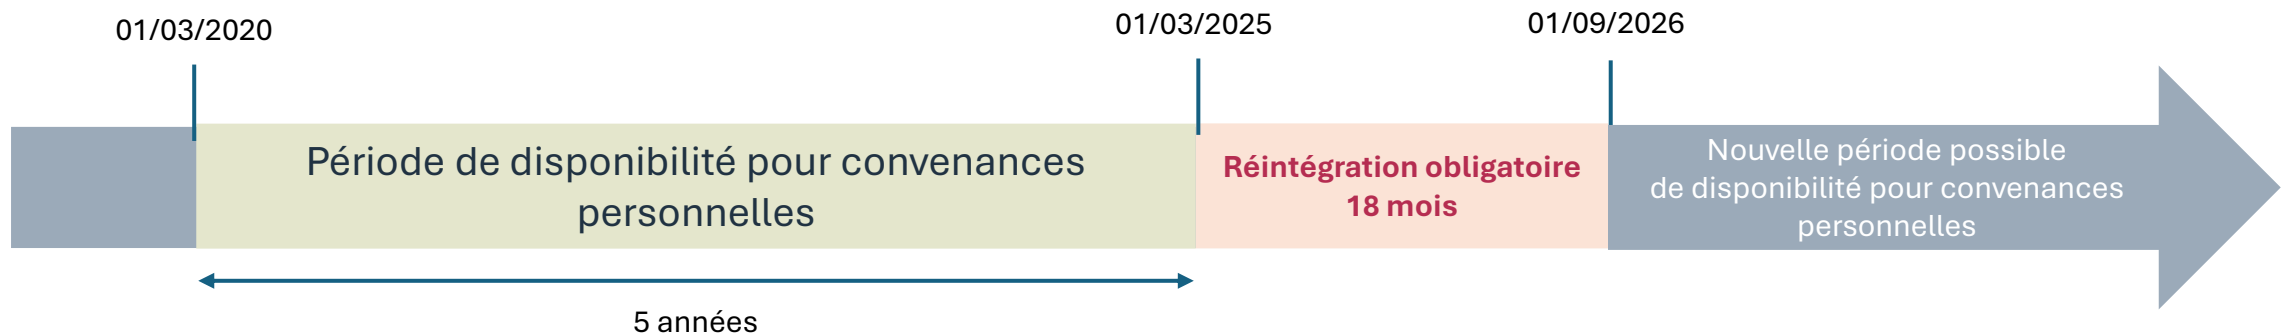 01/03/2020
01/03/2025
01/09/2026
Période de disponibilité pour convenances
personnelles
Réintégration obligatoire
18 mois
Nouvelle période possible
de disponibilité pour convenances
personnelles
5 années